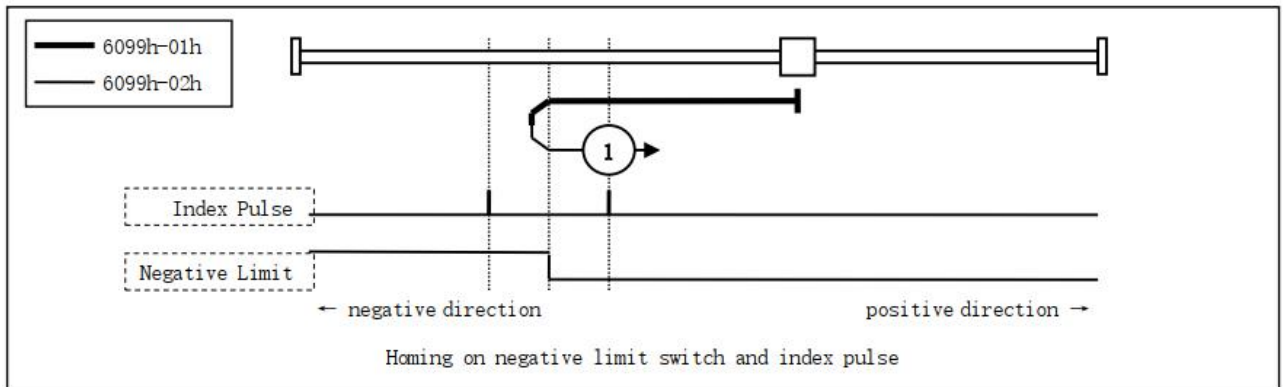 6099h-01h
6099h-02h
1
Index Pulse
Negative Limit
← negative direction
positive direction →
Homing on negative limit switch and index pulse